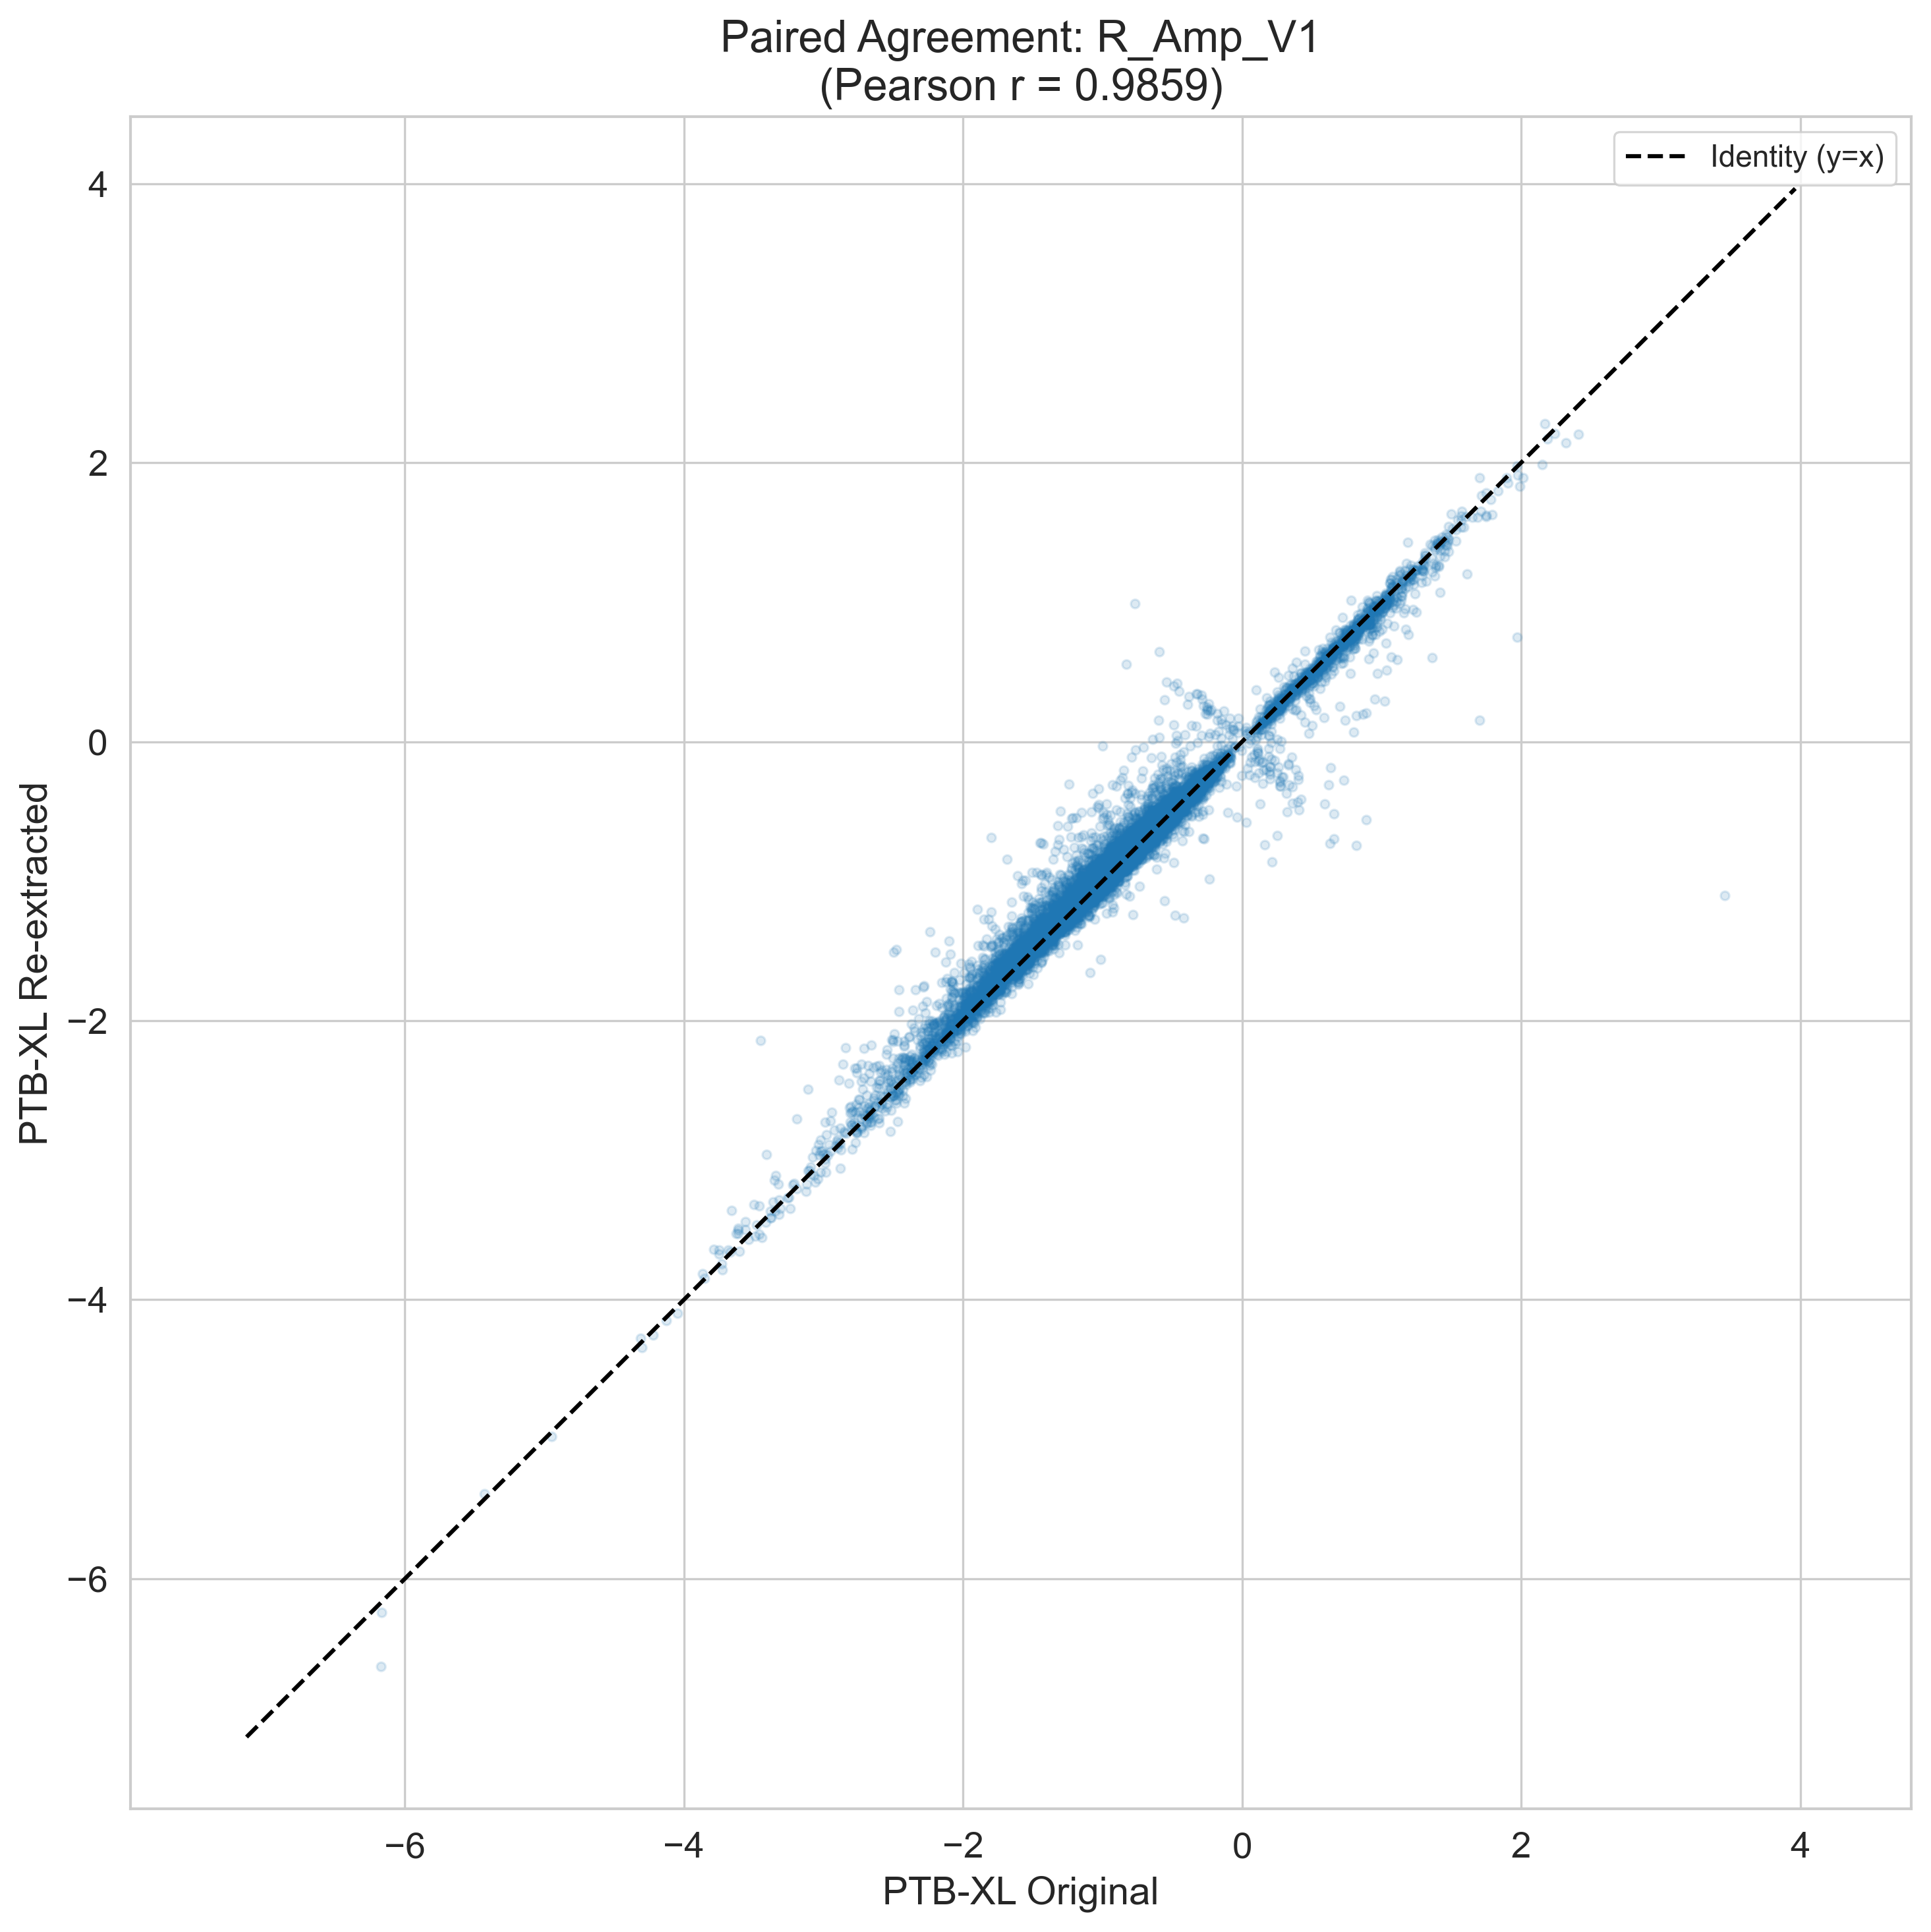 Paired Agreement: R_Amp_V1
(Pearson r = 0.9859)
Identity (y=x)
4
2
0
−2
−4
−6
PTB-XL Re-extracted
−6
−4
−2
0
2
4
PTB-XL Original